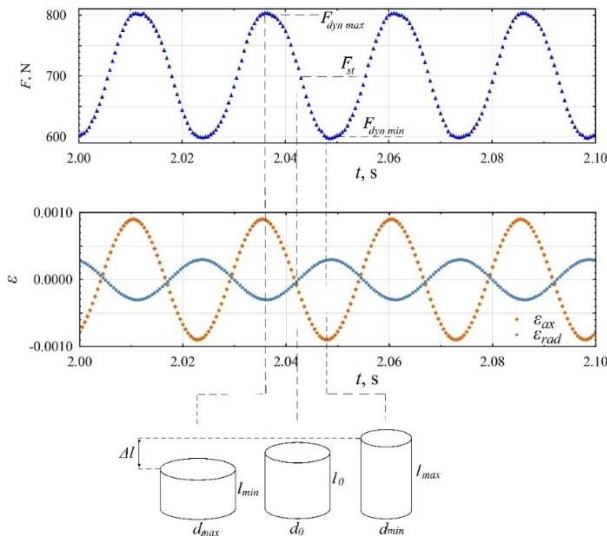 800
700
600
F, N
F_dyn max
F_st
F_dyn min
2.00 2.02 2.04 2.06 2.08 2.10
t, s
0.0010
0.0000
-0.0010
ε
ε_ax
ε_rad
2.00 2.02 2.04 2.06 2.08 2.10
t, s
Δl
l_min
l_0
l_max
d_max d_0 d_min